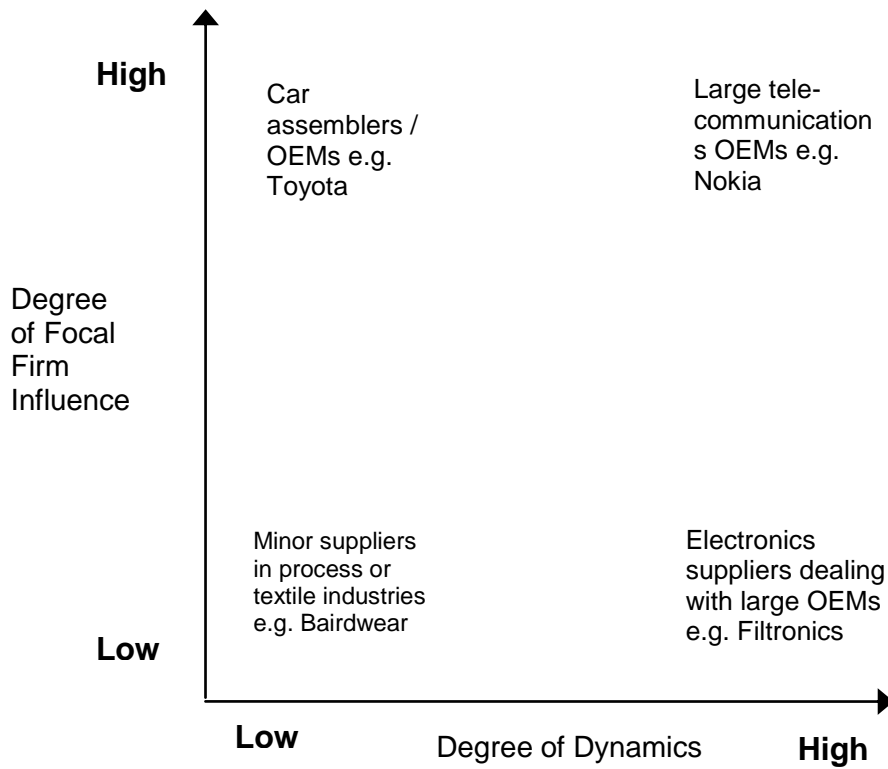 High
Car
assemblers /
OEMs e.g.
Toyota
Large tele-
communication
s OEMs e.g.
Nokia
Degree
of Focal
Firm
Influence
Minor suppliers
in process or
textile industries
e.g. Bairdwear
Electronics
suppliers dealing
with large OEMs
e.g. Filtronics
Low
Low
Degree of Dynamics
High